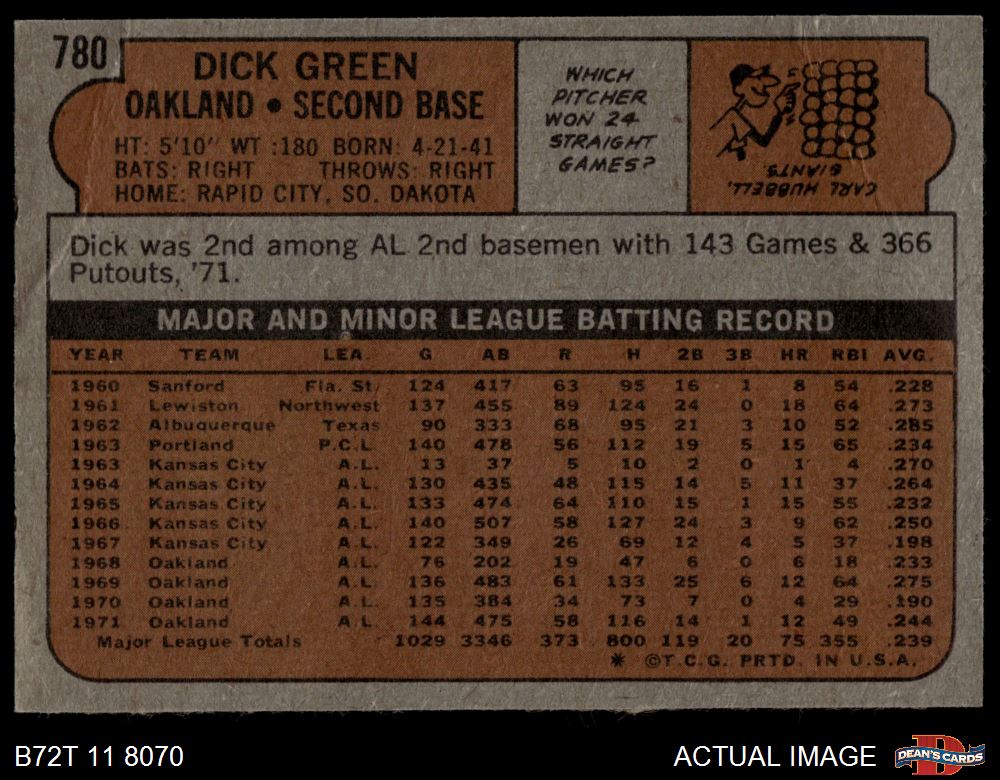 780
DICK GREEN
OAKLAND • SECOND BASE
HT: 5'10" WT :180 BORN: 4-21-41
BATS: RIGHT THROWS: RIGHT
HOME: RAPID CITY, SO. DAKOTA
WHICH
PITCHER
WON 24
STRAIGHT
GAMES?
CARL HUBBELL,
GIANTS.
Dick was 2nd among AL 2nd basemen with 143 Games & 366
Putouts, '71.
MAJOR AND MINOR LEAGUE BATTING RECORD
YEAR TEAM LEA. G AB R H 2B 3B HR RBI AVG.
1960 Sanford Fla. St. 124 417 63 95 16 1 8 54 .228
1961 Lewiston Northwest 137 455 89 124 24 0 18 64 .273
1962 Albuquerque Texas 90 333 68 95 21 3 10 52 .285
1963 Portland P.C.L. 140 478 56 112 19 5 15 65 .234
1963 Kansas City A.L. 13 37 5 10 2 0 1 4 .270
1964 Kansas City A.L. 130 435 48 115 14 5 11 37 .264
1965 Kansas City A.L. 133 474 64 110 15 1 15 55 .232
1966 Kansas City A.L. 140 507 58 127 24 3 9 62 .250
1967 Kansas City A.L. 122 349 26 69 12 4 5 37 .198
1968 Oakland A.L. 76 202 19 47 6 0 6 18 .233
1969 Oakland A.L. 136 483 61 133 25 6 12 64 .275
1970 Oakland A.L. 135 384 34 73 7 0 4 29 .190
1971 Oakland A.L. 144 475 58 116 14 1 12 49 .244
Major League Totals 1029 3346 373 800 119 20 75 355 .239
* ©T.C.G. PRTD. IN U.S.A.
B72T 11 8070
ACTUAL IMAGE
D
DEAN'S CARDS